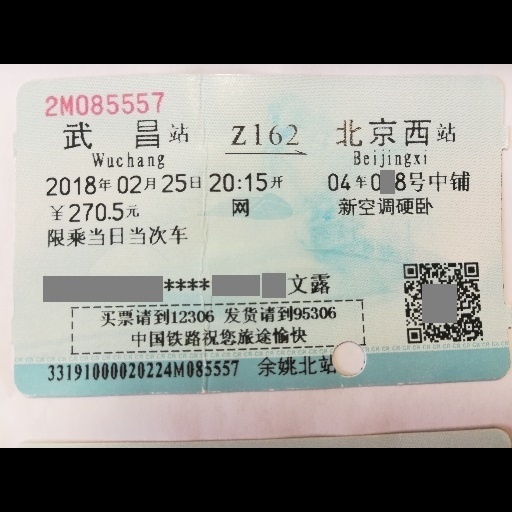 2M085557
武昌站 Z162 北京西站
Wuchang Beijingxi
2018年02月25日 20:15开 04车0 8号中铺
￥270.5元 网 新空调硬卧
限乘当日当次车
**** 文露
买票请到12306 发货请到95306
中国铁路祝您旅途愉快
33191000020224M085557 余姚北站